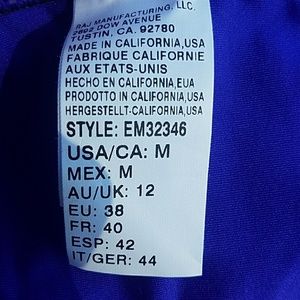 RAJ MANUFACTURING, LLC.
2692 DOW AVENUE
TUSTIN, CA. 92780
MADE IN CALIFORNIA,USA
FABRIQUE CALIFORNIE
AUX ETATS-UNIS
HECHO EN CALIFORNIA,EUA
PRODOTTO IN CALIFORNIA,USA
HERGESTELLT-CALIFORNIA,USA
STYLE: EM32346
USA/CA: M
MEX: M
AU/UK: 12
EU: 38
FR: 40
ESP: 42
IT/GER: 44